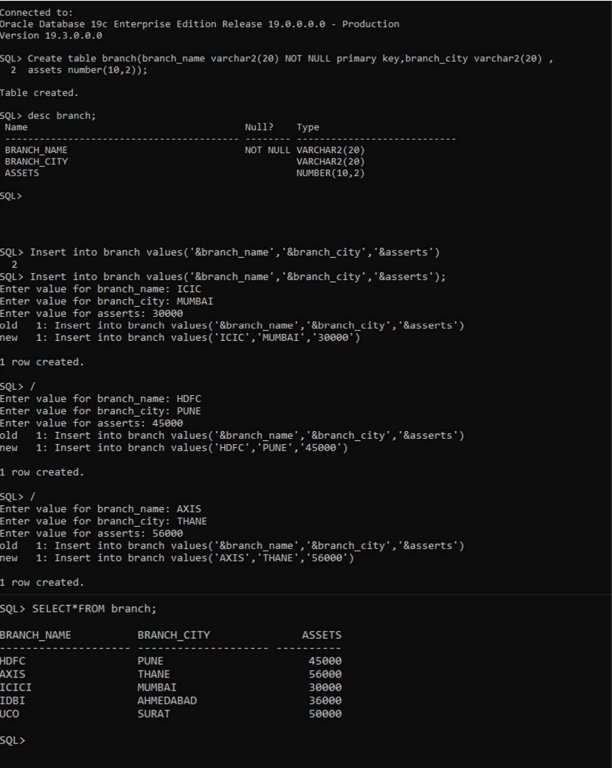 Connected to:
Oracle Database 19c Enterprise Edition Release 19.0.0.0.0 - Production
Version 19.3.0.0.0
SQL> Create table branch(branch_name varchar2(20) NOT NULL primary key,branch_city varchar2(20) ,
2 assets number(10,2));
Table created.
SQL> desc branch;
Name Null? Type
----------------------------------------- -------- ----------------------------
BRANCH_NAME NOT NULL VARCHAR2(20)
BRANCH_CITY VARCHAR2(20)
ASSETS NUMBER(10,2)
SQL>
SQL> Insert into branch values('&branch_name','&branch_city','&asserts')
2
SQL> Insert into branch values('&branch_name','&branch_city','&asserts');
Enter value for branch_name: ICIC
Enter value for branch_city: MUMBAI
Enter value for asserts: 30000
old 1: Insert into branch values('&branch_name','&branch_city','&asserts')
new 1: Insert into branch values('ICIC','MUMBAI','30000')
1 row created.
SQL> /
Enter value for branch_name: HDFC
Enter value for branch_city: PUNE
Enter value for asserts: 45000
old 1: Insert into branch values('&branch_name','&branch_city','&asserts')
new 1: Insert into branch values('HDFC','PUNE','45000')
1 row created.
SQL> /
Enter value for branch_name: AXIS
Enter value for branch_city: THANE
Enter value for asserts: 56000
old 1: Insert into branch values('&branch_name','&branch_city','&asserts')
new 1: Insert into branch values('AXIS','THANE','56000')
1 row created.
SQL> SELECT*FROM branch;
BRANCH_NAME BRANCH_CITY ASSETS
-------------------- -------------------- ----------
HDFC PUNE 45000
AXIS THANE 56000
ICICI MUMBAI 30000
IDBI AHMEDABAD 36000
UCO SURAT 50000
SQL>